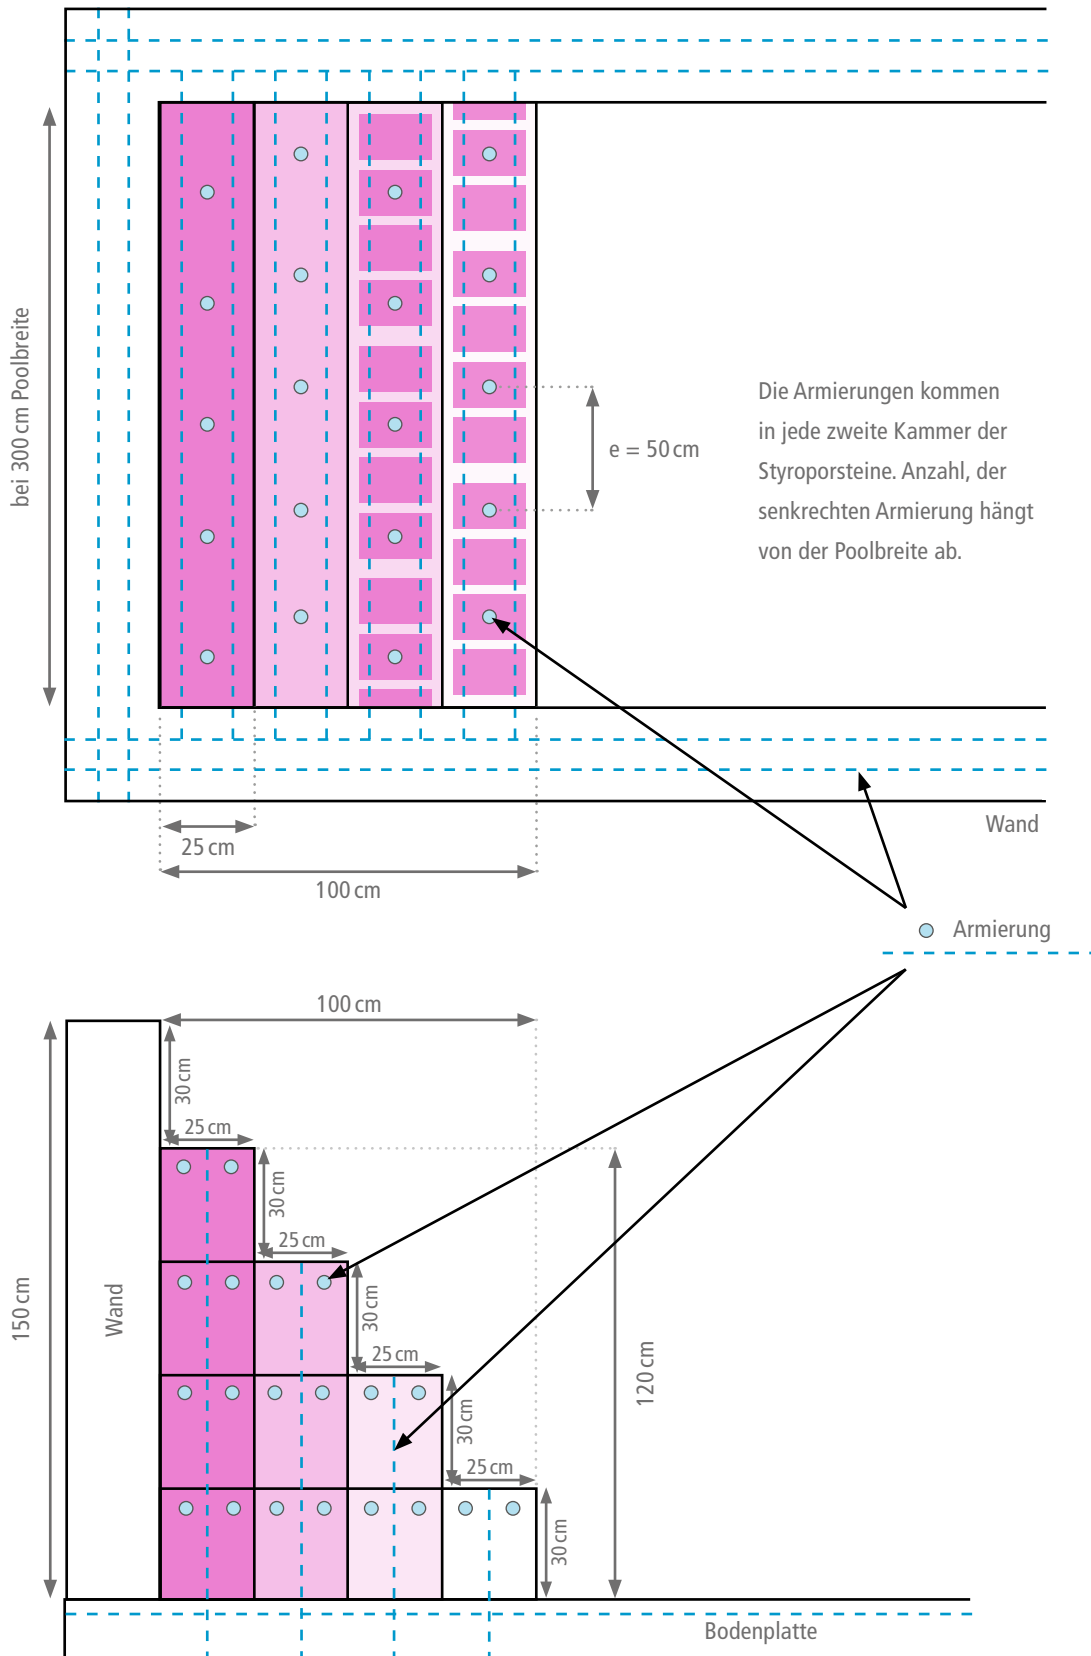 bei 300 cm Poolbreite
Die Armierungen kommen
in jede zweite Kammer der
Styroporsteine. Anzahl, der
senkrechten Armierung hängt
von der Poolbreite ab.
e = 50 cm
Wand
25 cm
100 cm
Armierung
100 cm
30 cm
25 cm
30 cm
25 cm
30 cm
25 cm
30 cm
25 cm
30 cm
150 cm
Wand
120 cm
Bodenplatte